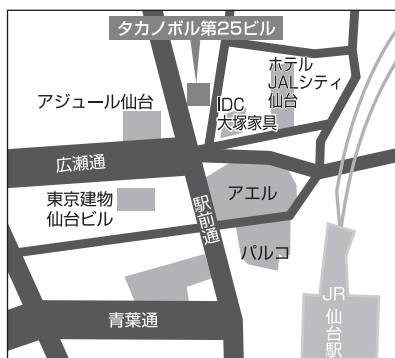 タカノボル第25ビル
ホテル
JALシティ
仙台
アジュール仙台
IDC
大塚家具
広瀬通
東京建物
仙台ビル
駅前通
アエル
パルコ
JR
仙台駅
青葉通